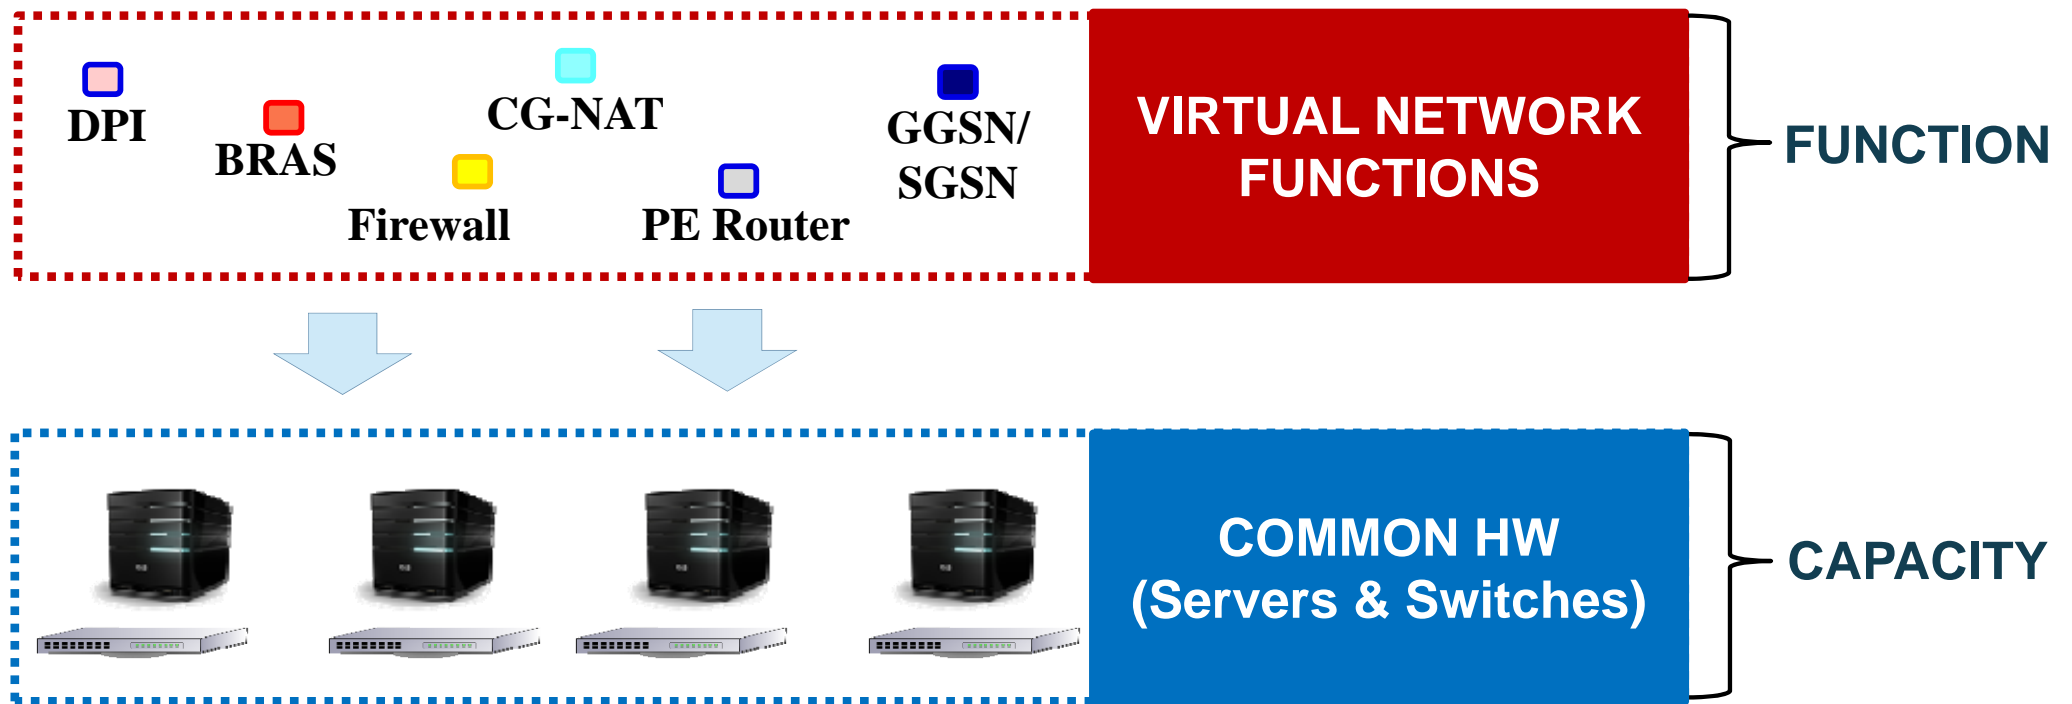 DPI
BRAS
Firewall
CG-NAT
PE Router
GGSN/
SGSN
VIRTUAL NETWORK
FUNCTIONS
FUNCTION
COMMON HW
(Servers & Switches)
CAPACITY